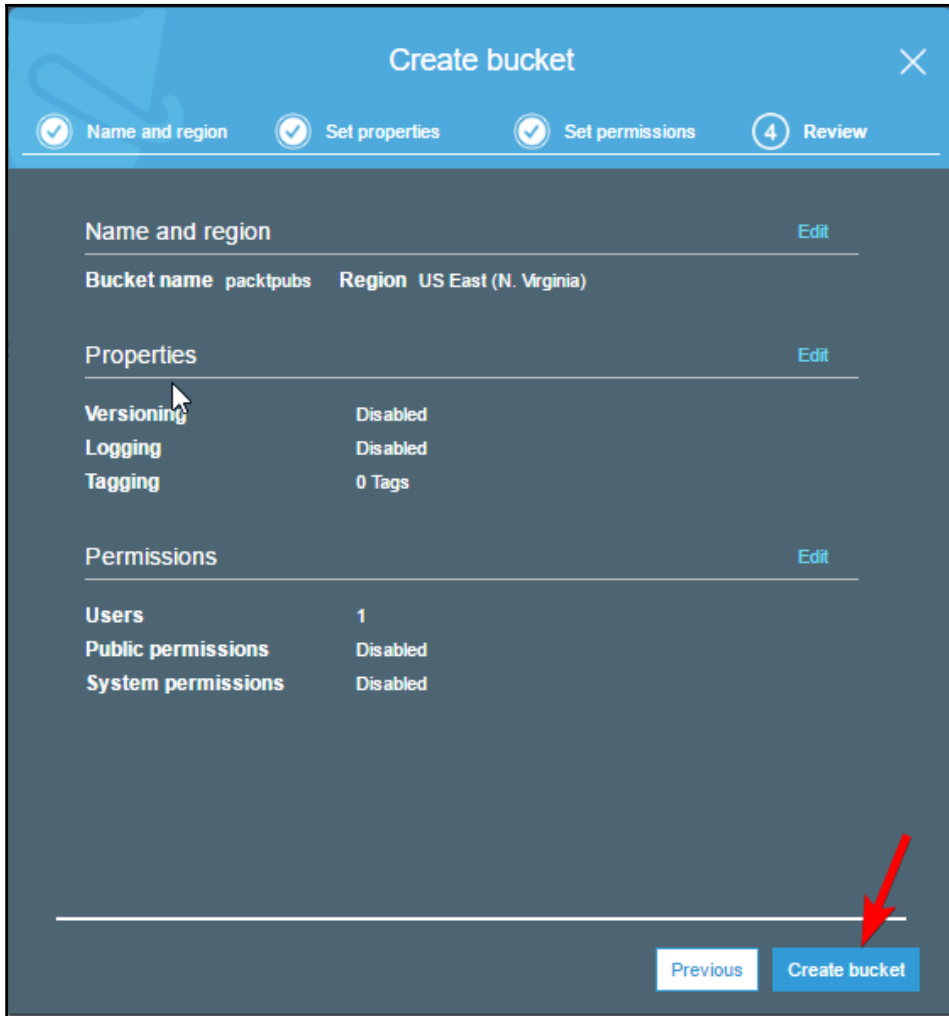 Create bucket
Name and region Set properties Set permissions 4 Review
Name and region Edit
Bucket name packtpubs Region US East (N. Virginia)
Properties Edit
Versioning Disabled
Logging Disabled
Tagging 0 Tags
Permissions Edit
Users 1
Public permissions Disabled
System permissions Disabled
Previous Create bucket